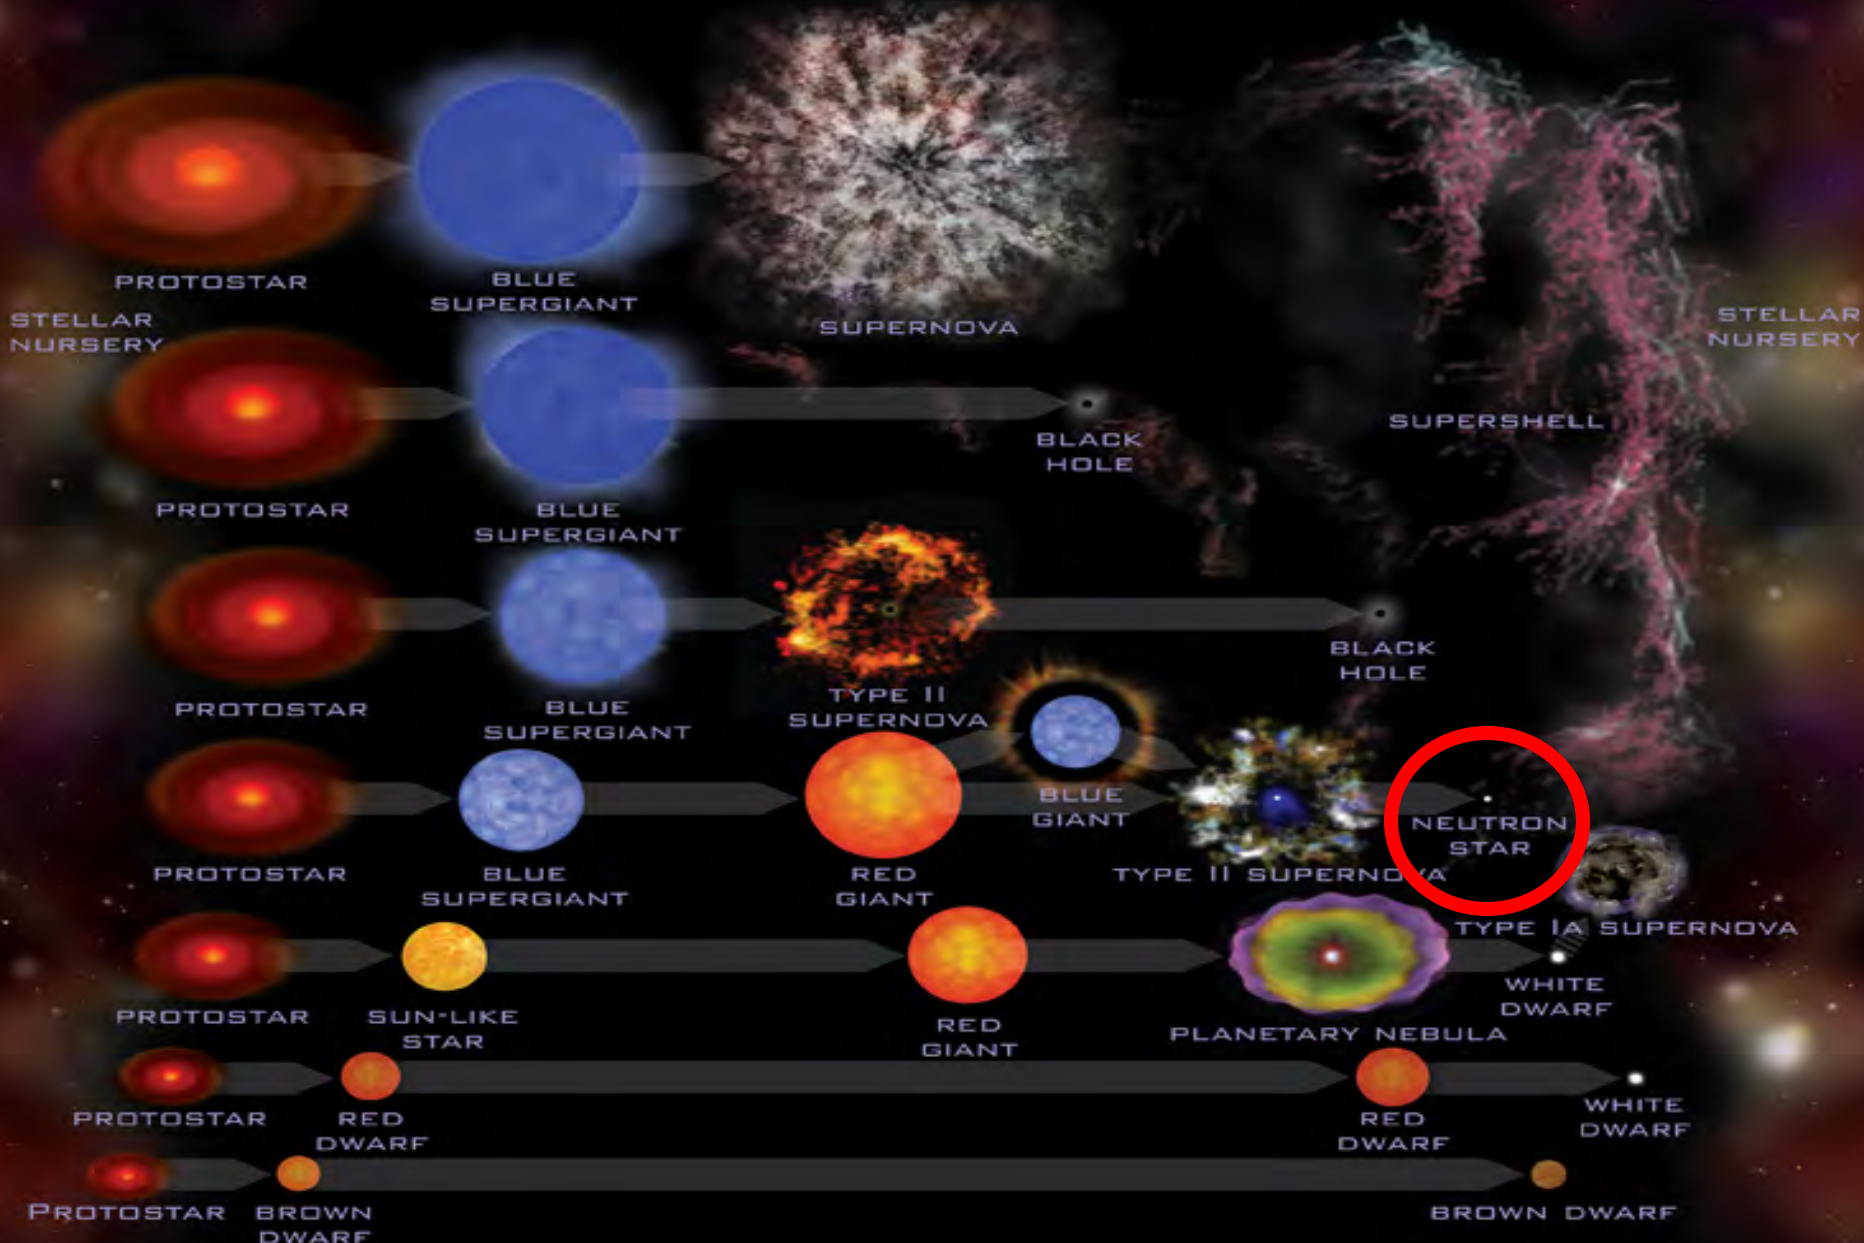 PROTOSTAR
BLUE
SUPERGIANT
SUPERNOVA
STELLAR
NURSERY
STELLAR
NURSERY
SUPERSHELL
BLACK
HOLE
PROTOSTAR
BLUE
SUPERGIANT
BLACK
HOLE
PROTOSTAR
BLUE
SUPERGIANT
TYPE II
SUPERNOVA
BLUE
GIANT
NEUTRON
STAR
PROTOSTAR
BLUE
SUPERGIANT
RED
GIANT
TYPE II SUPERNOVA
TYPE IA SUPERNOVA
WHITE
DWARF
PROTOSTAR
SUN-LIKE
STAR
RED
GIANT
PLANETARY NEBULA
PROTOSTAR
RED
DWARF
RED
DWARF
WHITE
DWARF
PROTOSTAR
BROWN
DWARF
BROWN DWARF